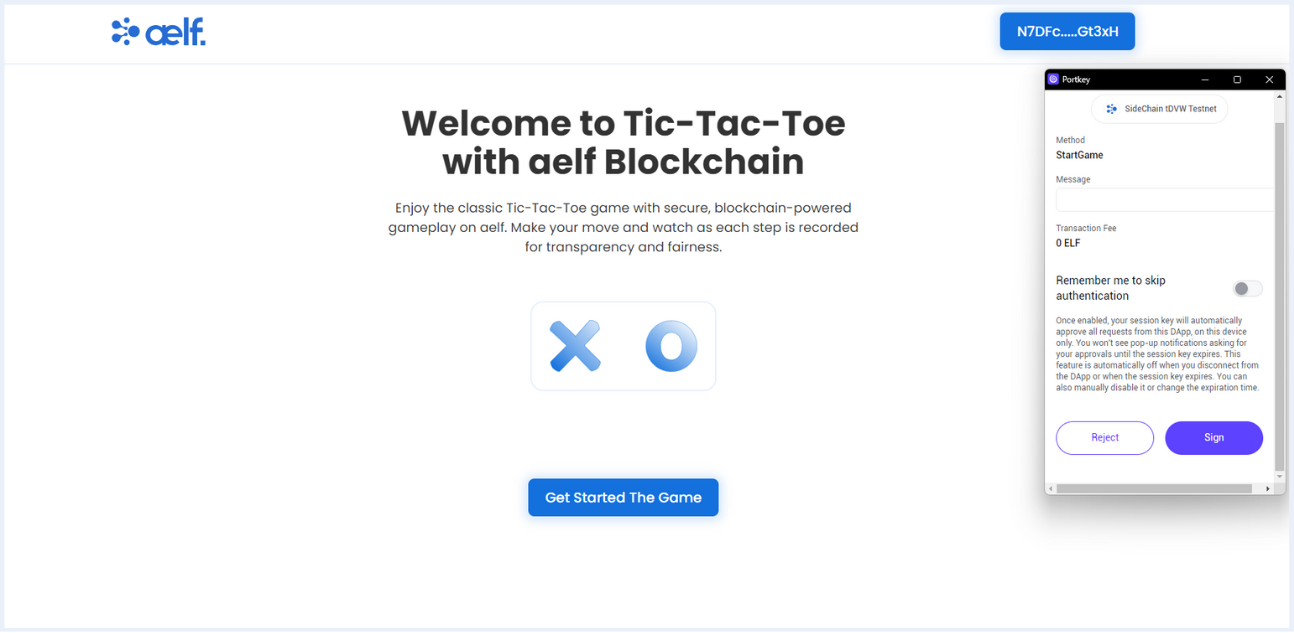 aelf.
N7DFc.....Gt3xH
Welcome to Tic-Tac-Toe
with aelf Blockchain
Enjoy the classic Tic-Tac-Toe game with secure, blockchain-powered
gameplay on aelf. Make your move and watch as each step is recorded
for transparency and fairness.
X O
Get Started The Game
Portkey
SideChain tDVW Testnet
Method
StartGame
Message
Transaction Fee
0 ELF
Remember me to skip
authentication
Once enabled, your session key will automatically
approve all requests from this DApp, on this device
only. You won't see pop-up notifications asking for
your approvals until the session key expires. This
feature is automatically off when you disconnect from
the DApp or when the session key expires. You can
also manually disable it or change the expiration time.
Reject
Sign